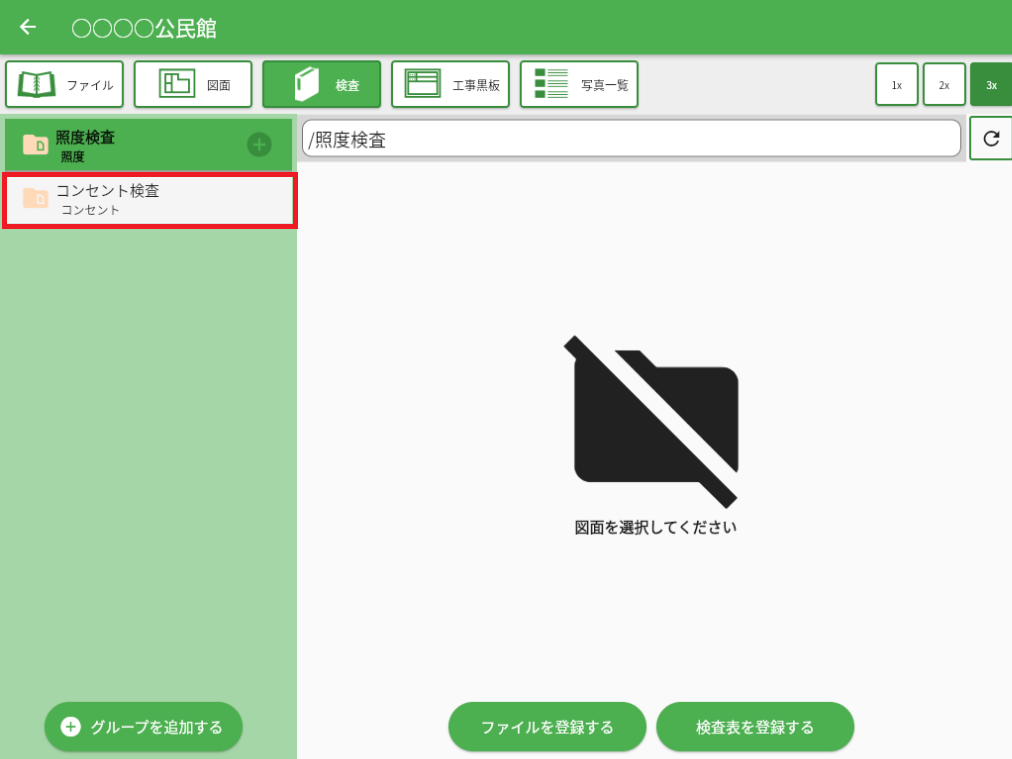 〇〇〇〇公民館
ファイル
図面
検査
工事黒板
写真一覧
1x
2x
3x
照度検査
照度
/照度検査
コンセント検査
コンセント
図面を選択してください
グループを追加する
ファイルを登録する
検査表を登録する